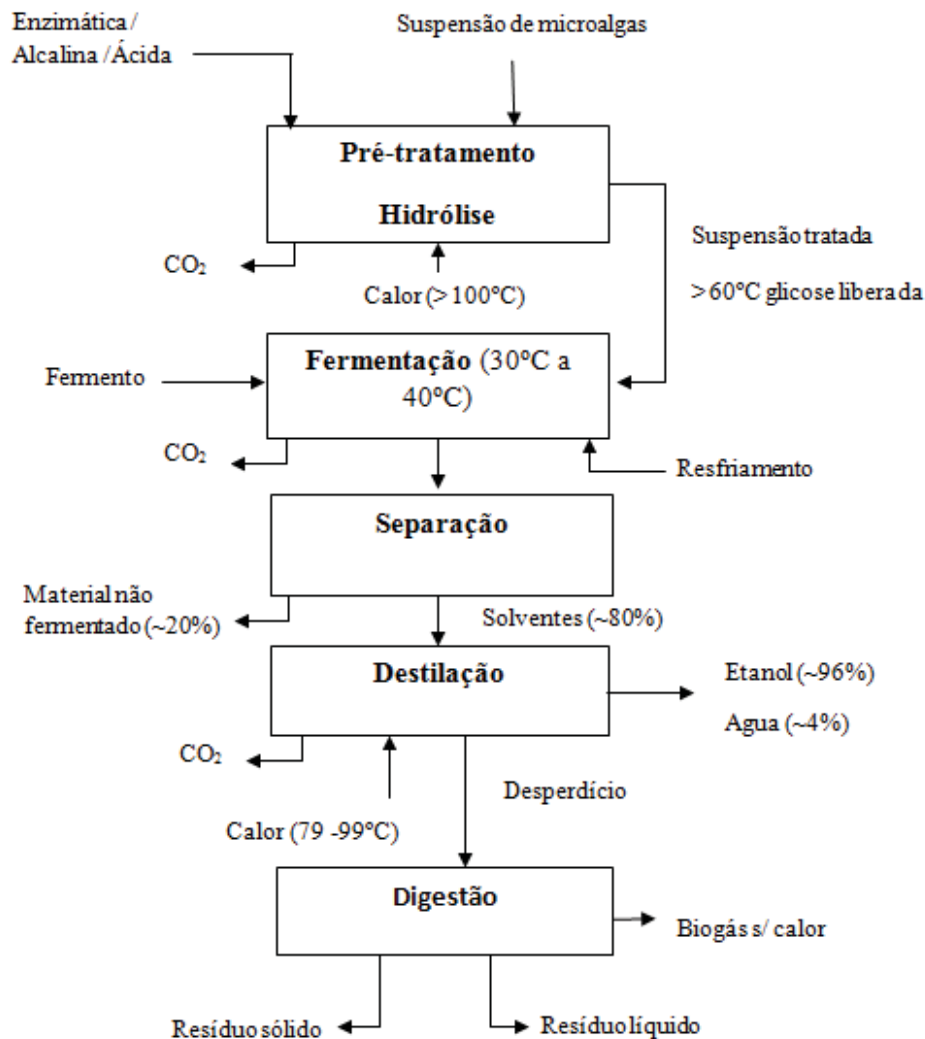 Enzimática /
Alcalina /Ácida
Suspensão de microalgas
Pré-tratamento
Hidrólise
CO₂
Calor (> 100°C)
Suspensão tratada
> 60°C glicose liberada
Fermento
Fermentação (30°C a
40°C)
CO₂
Resfriamento
Separação
Material não
fermentado (~20%)
Solventes (~80%)
Destilação
Etanol (~96%)
Agua (~4%)
CO₂
Calor (79 -99°C)
Desperdício
Digestão
Biogás s/ calor
Resíduo sólido
Resíduo líquido